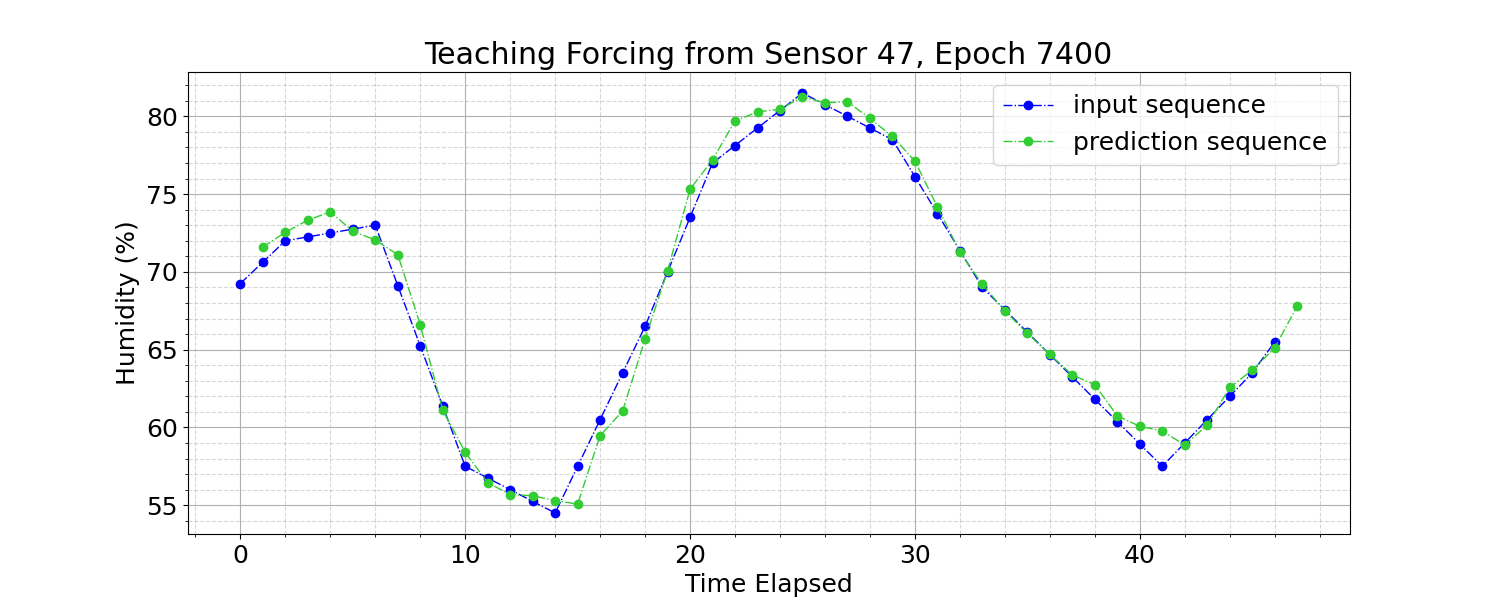 Teaching Forcing from Sensor 47, Epoch 7400
input sequence
prediction sequence
Humidity (%)
80
75
70
65
60
55
0 10 20 30 40
Time Elapsed